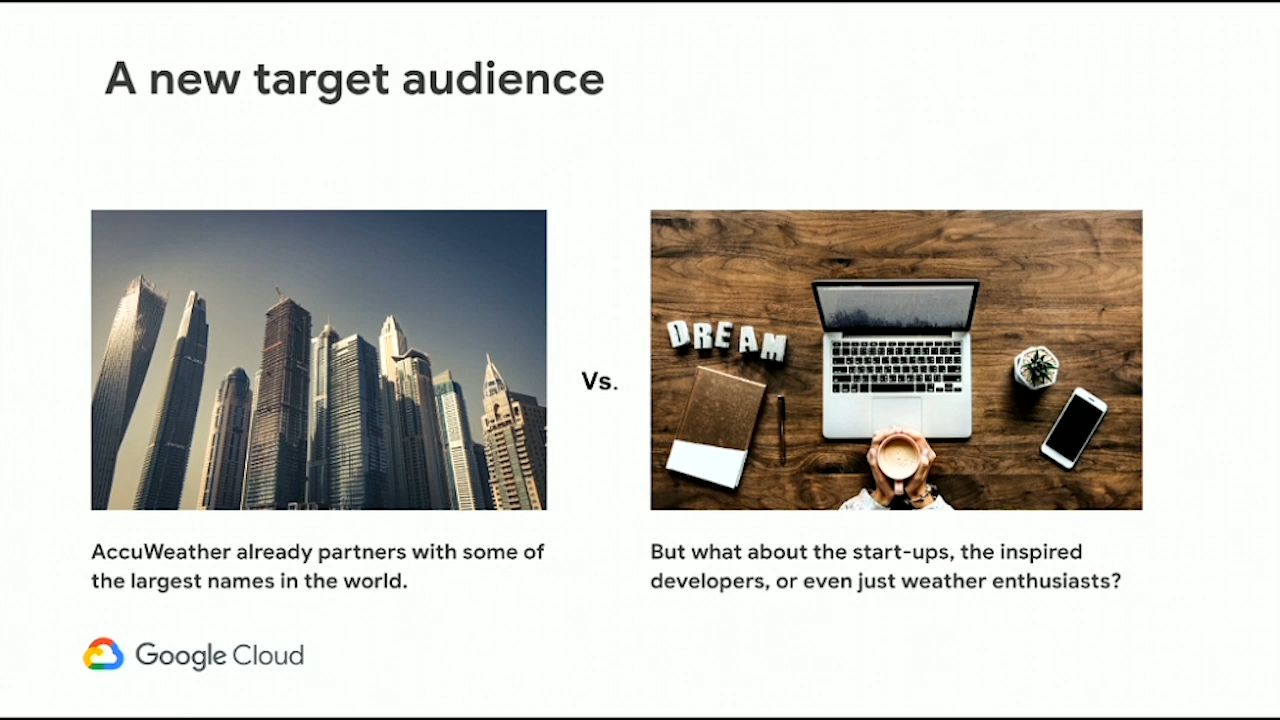 A new target audience
DREAM
Vs.
AccuWeather already partners with some of
the largest names in the world.
But what about the start-ups, the inspired
developers, or even just weather enthusiasts?
Google Cloud